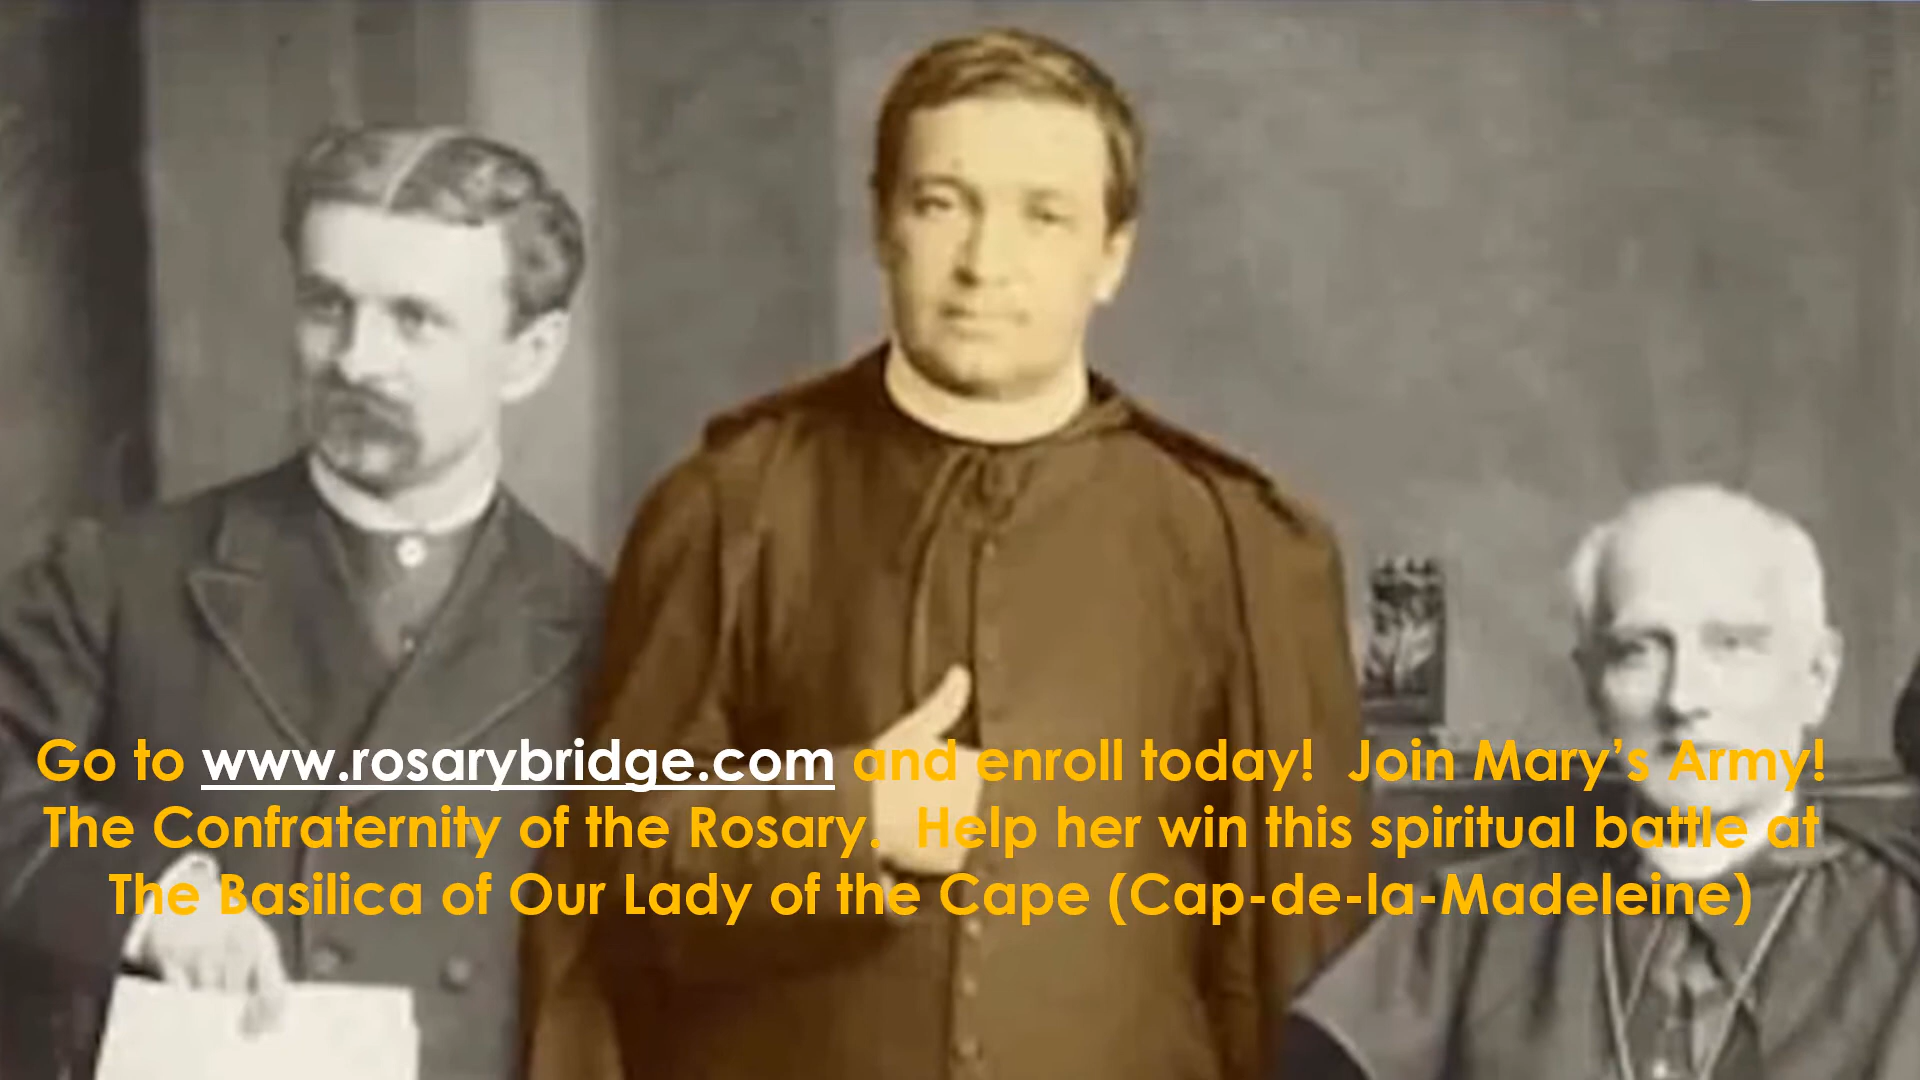 Go to www.rosarybridge.com and enroll today!  Join Mary’s Army!
The Confraternity of the Rosary.  Help her win this spiritual battle at
The Basilica of Our Lady of the Cape (Cap-de-la-Madeleine)